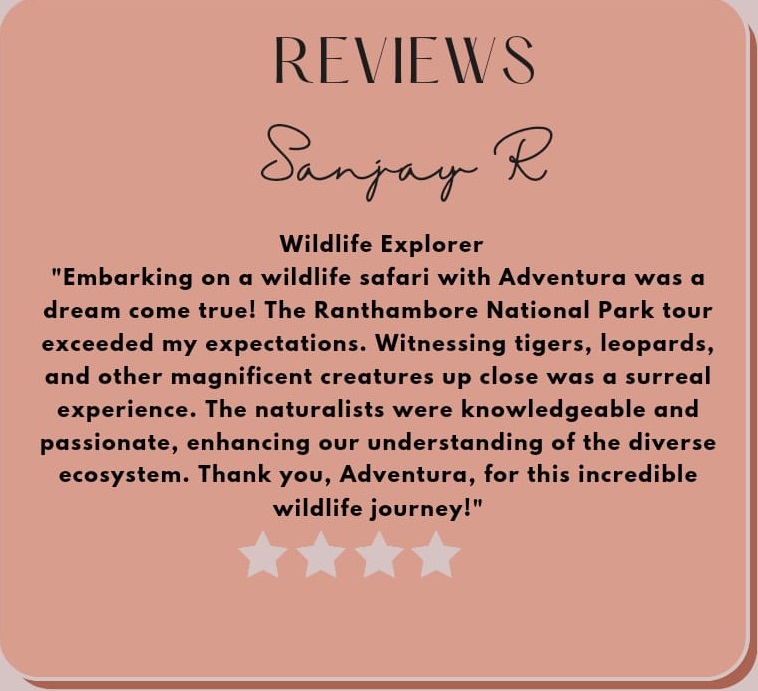 REVIEWS
Sanjay R
Wildlife Explorer
"Embarking on a wildlife safari with Adventura was a
dream come true! The Ranthambore National Park tour
exceeded my expectations. Witnessing tigers, leopards,
and other magnificent creatures up close was a surreal
experience. The naturalists were knowledgeable and
passionate, enhancing our understanding of the diverse
ecosystem. Thank you, Adventura, for this incredible
wildlife journey!"